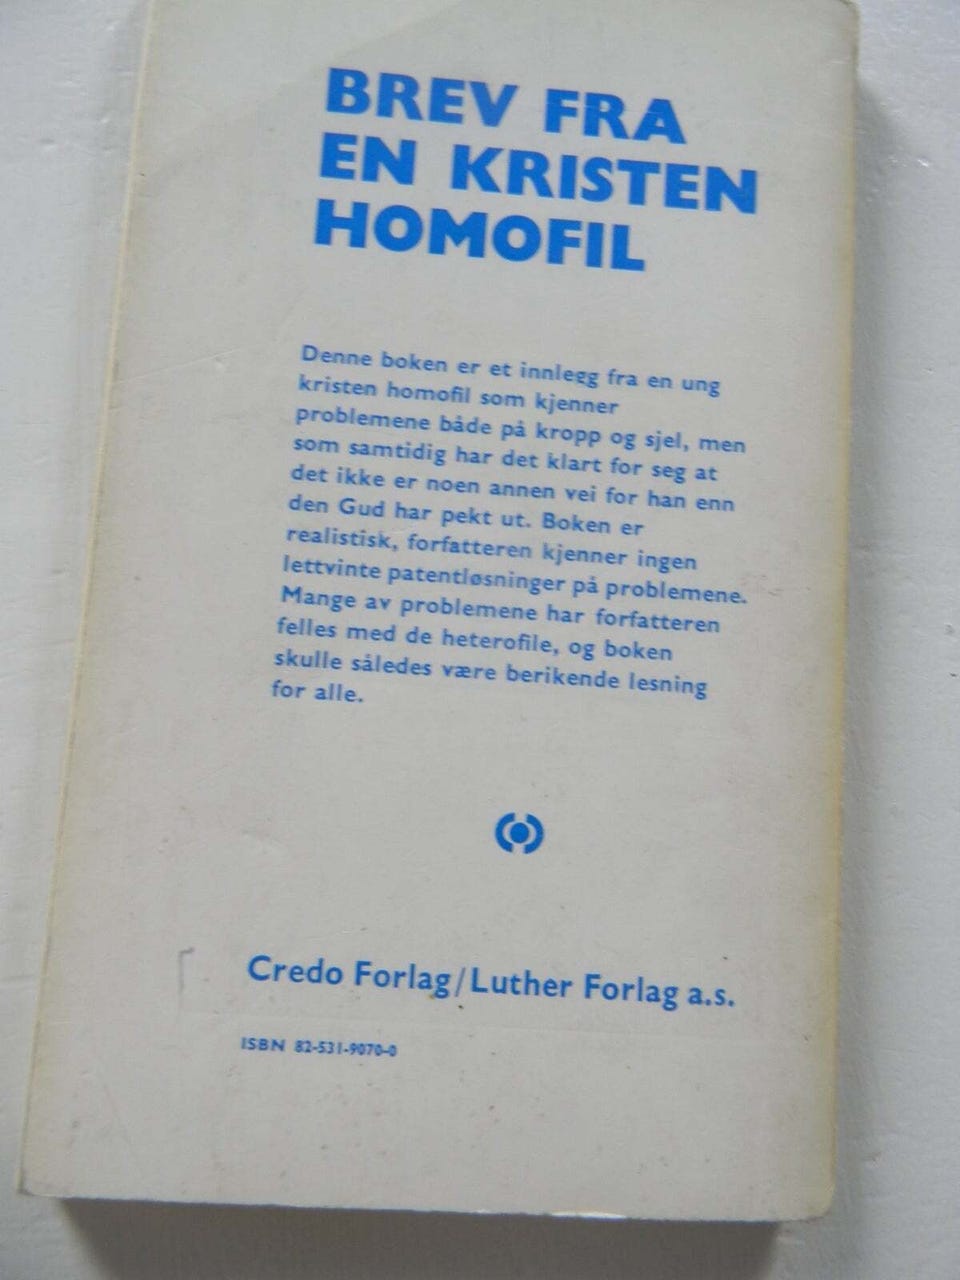 BREV FRA
EN KRISTEN
HOMOFIL
Denne boken er et innlegg fra en ung
kristen homofil som kjenner
problemene både på kropp og sjel, men
som samtidig har det klart for seg at
det ikke er noen annen vei for han enn
den Gud har pekt ut. Boken er
realistisk, forfatteren kjenner ingen
lettvinte patentløsninger på problemene.
Mange av problemene har forfatteren
felles med de heterofile, og boken
skulle således være berikende lesning
for alle.
Credo Forlag/Luther Forlag a.s.
ISBN 82-531-9070-0